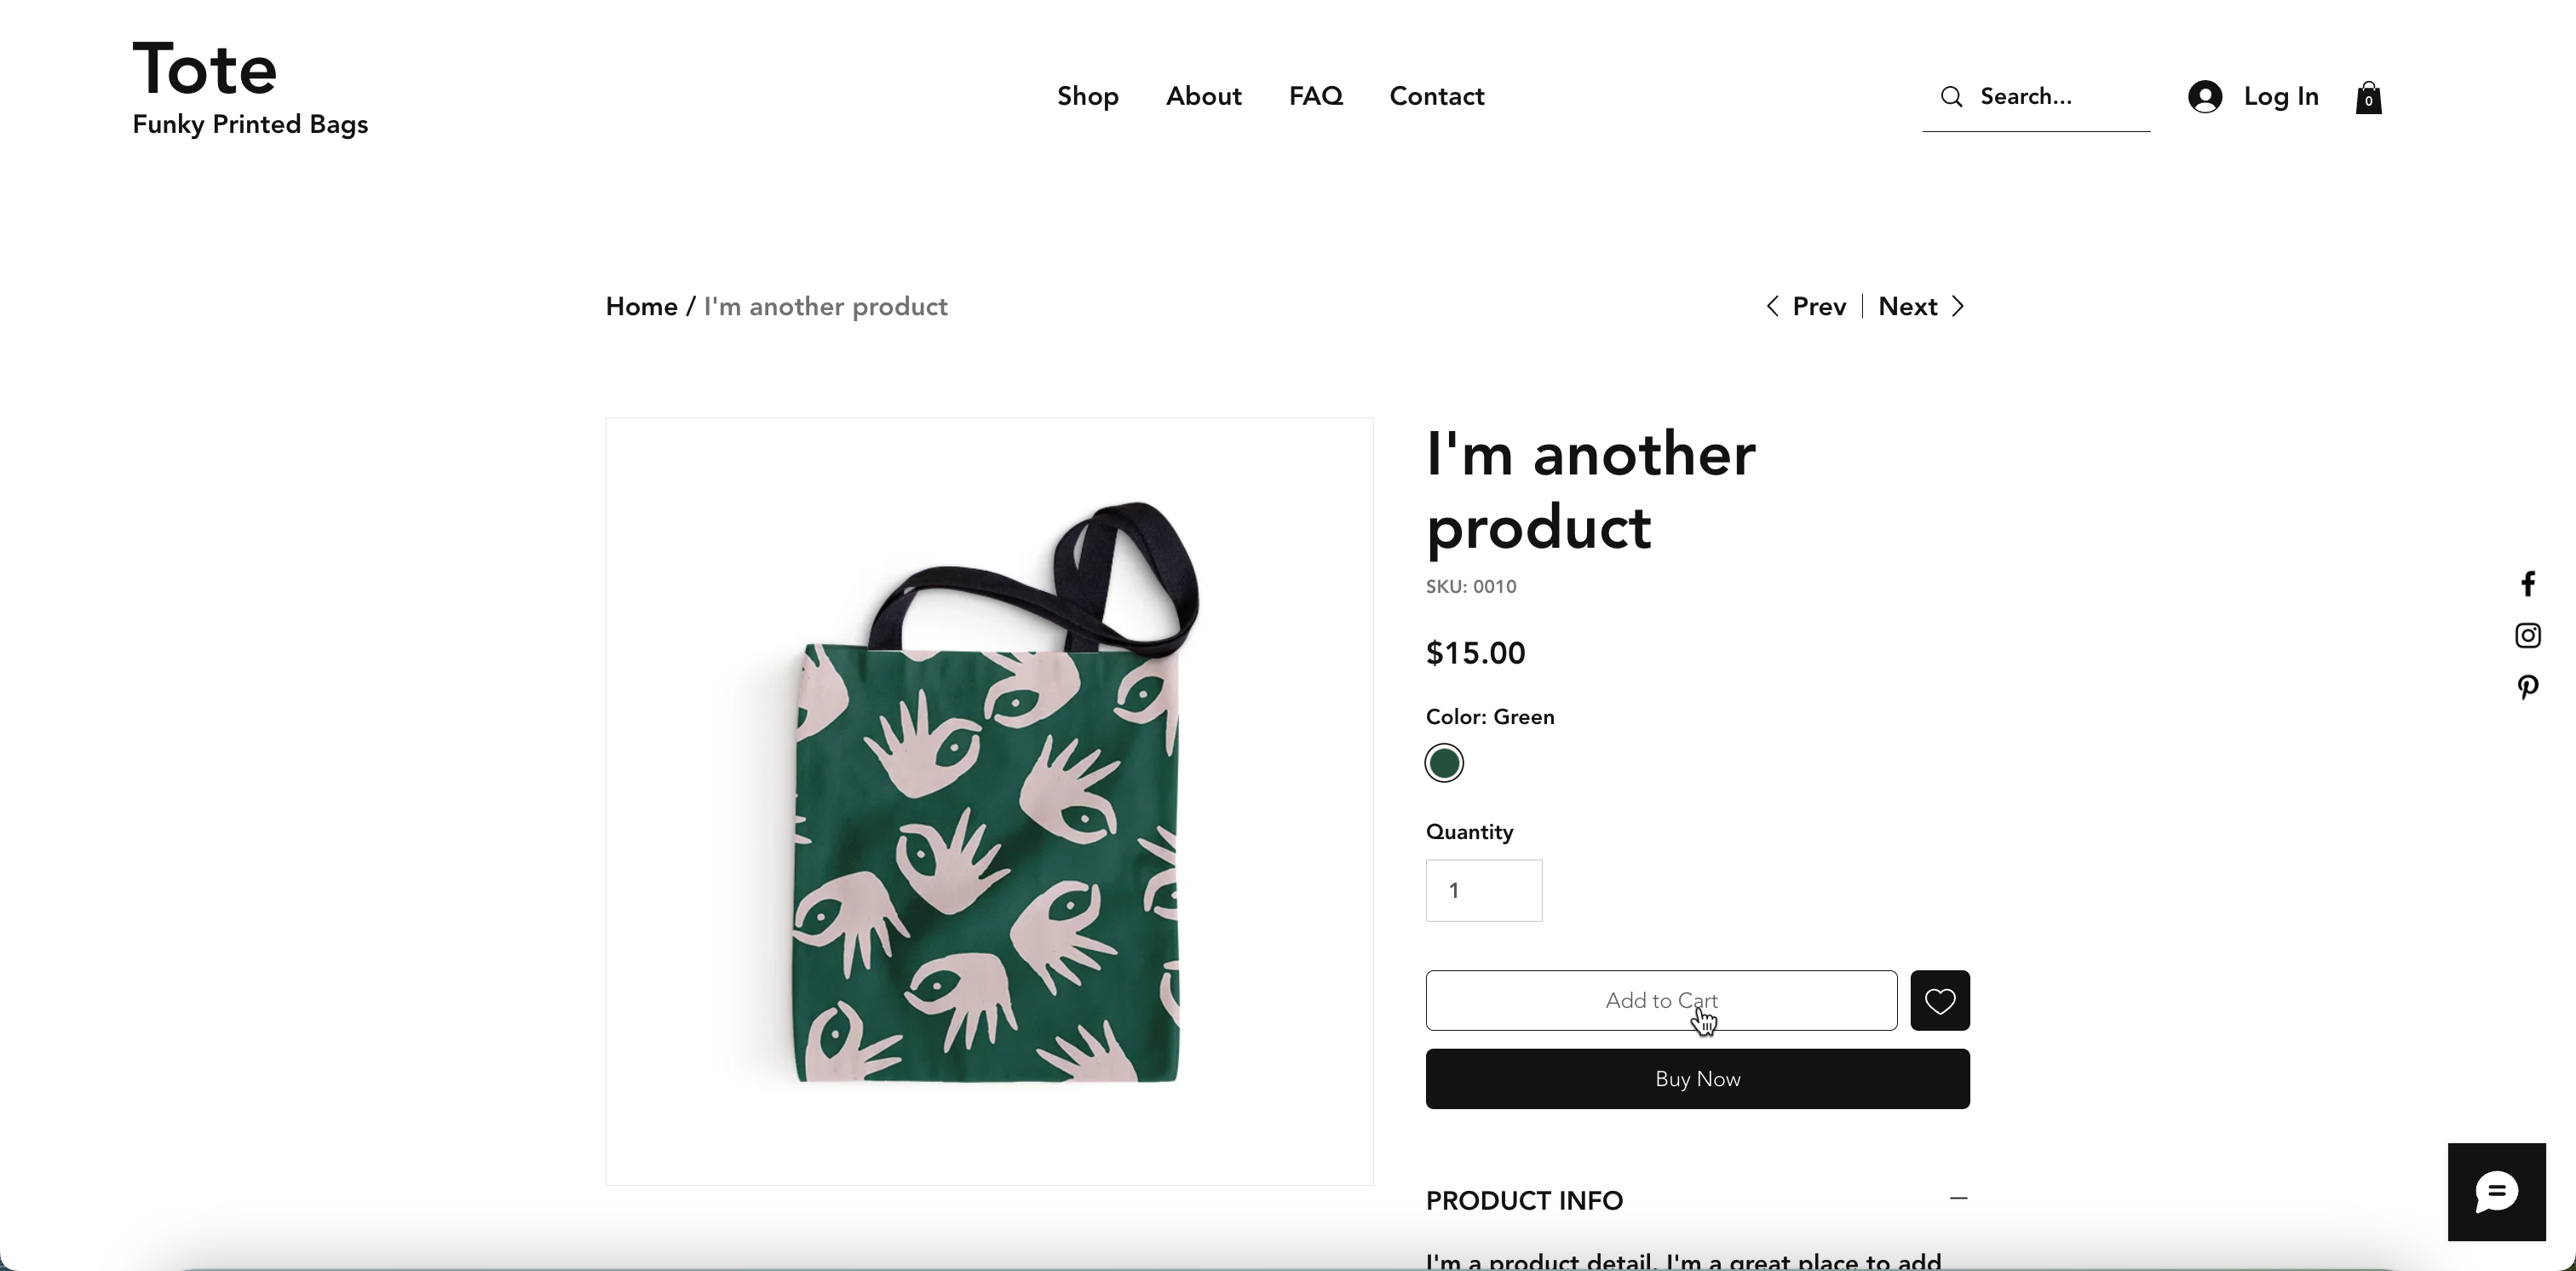 Tote
Funky Printed Bags
Shop
About
FAQ
Contact
Search...
Log In
0
Home / I'm another product
Prev
Next
I'm another
product
SKU: 0010
$15.00
Color: Green
Quantity
1
Add to Cart
Buy Now
PRODUCT INFO
I'm a product detail. I'm a great place to add